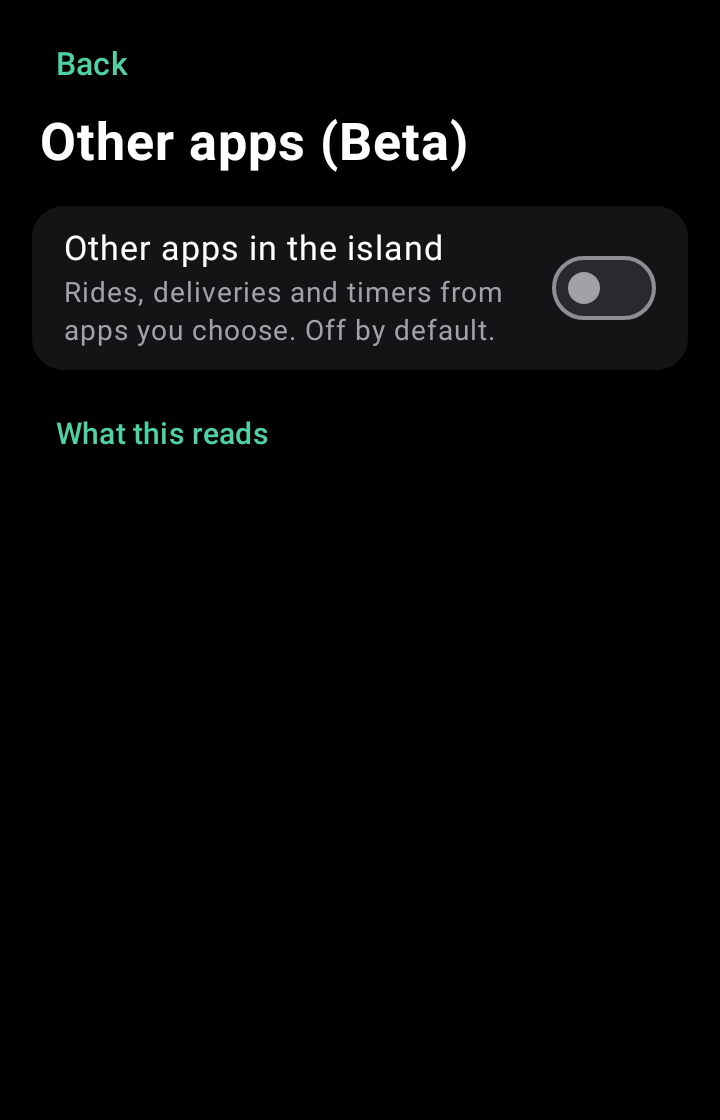 Back
Other apps (Beta)
Other apps in the island
Rides, deliveries and timers from
apps you choose. Off by default.
What this reads